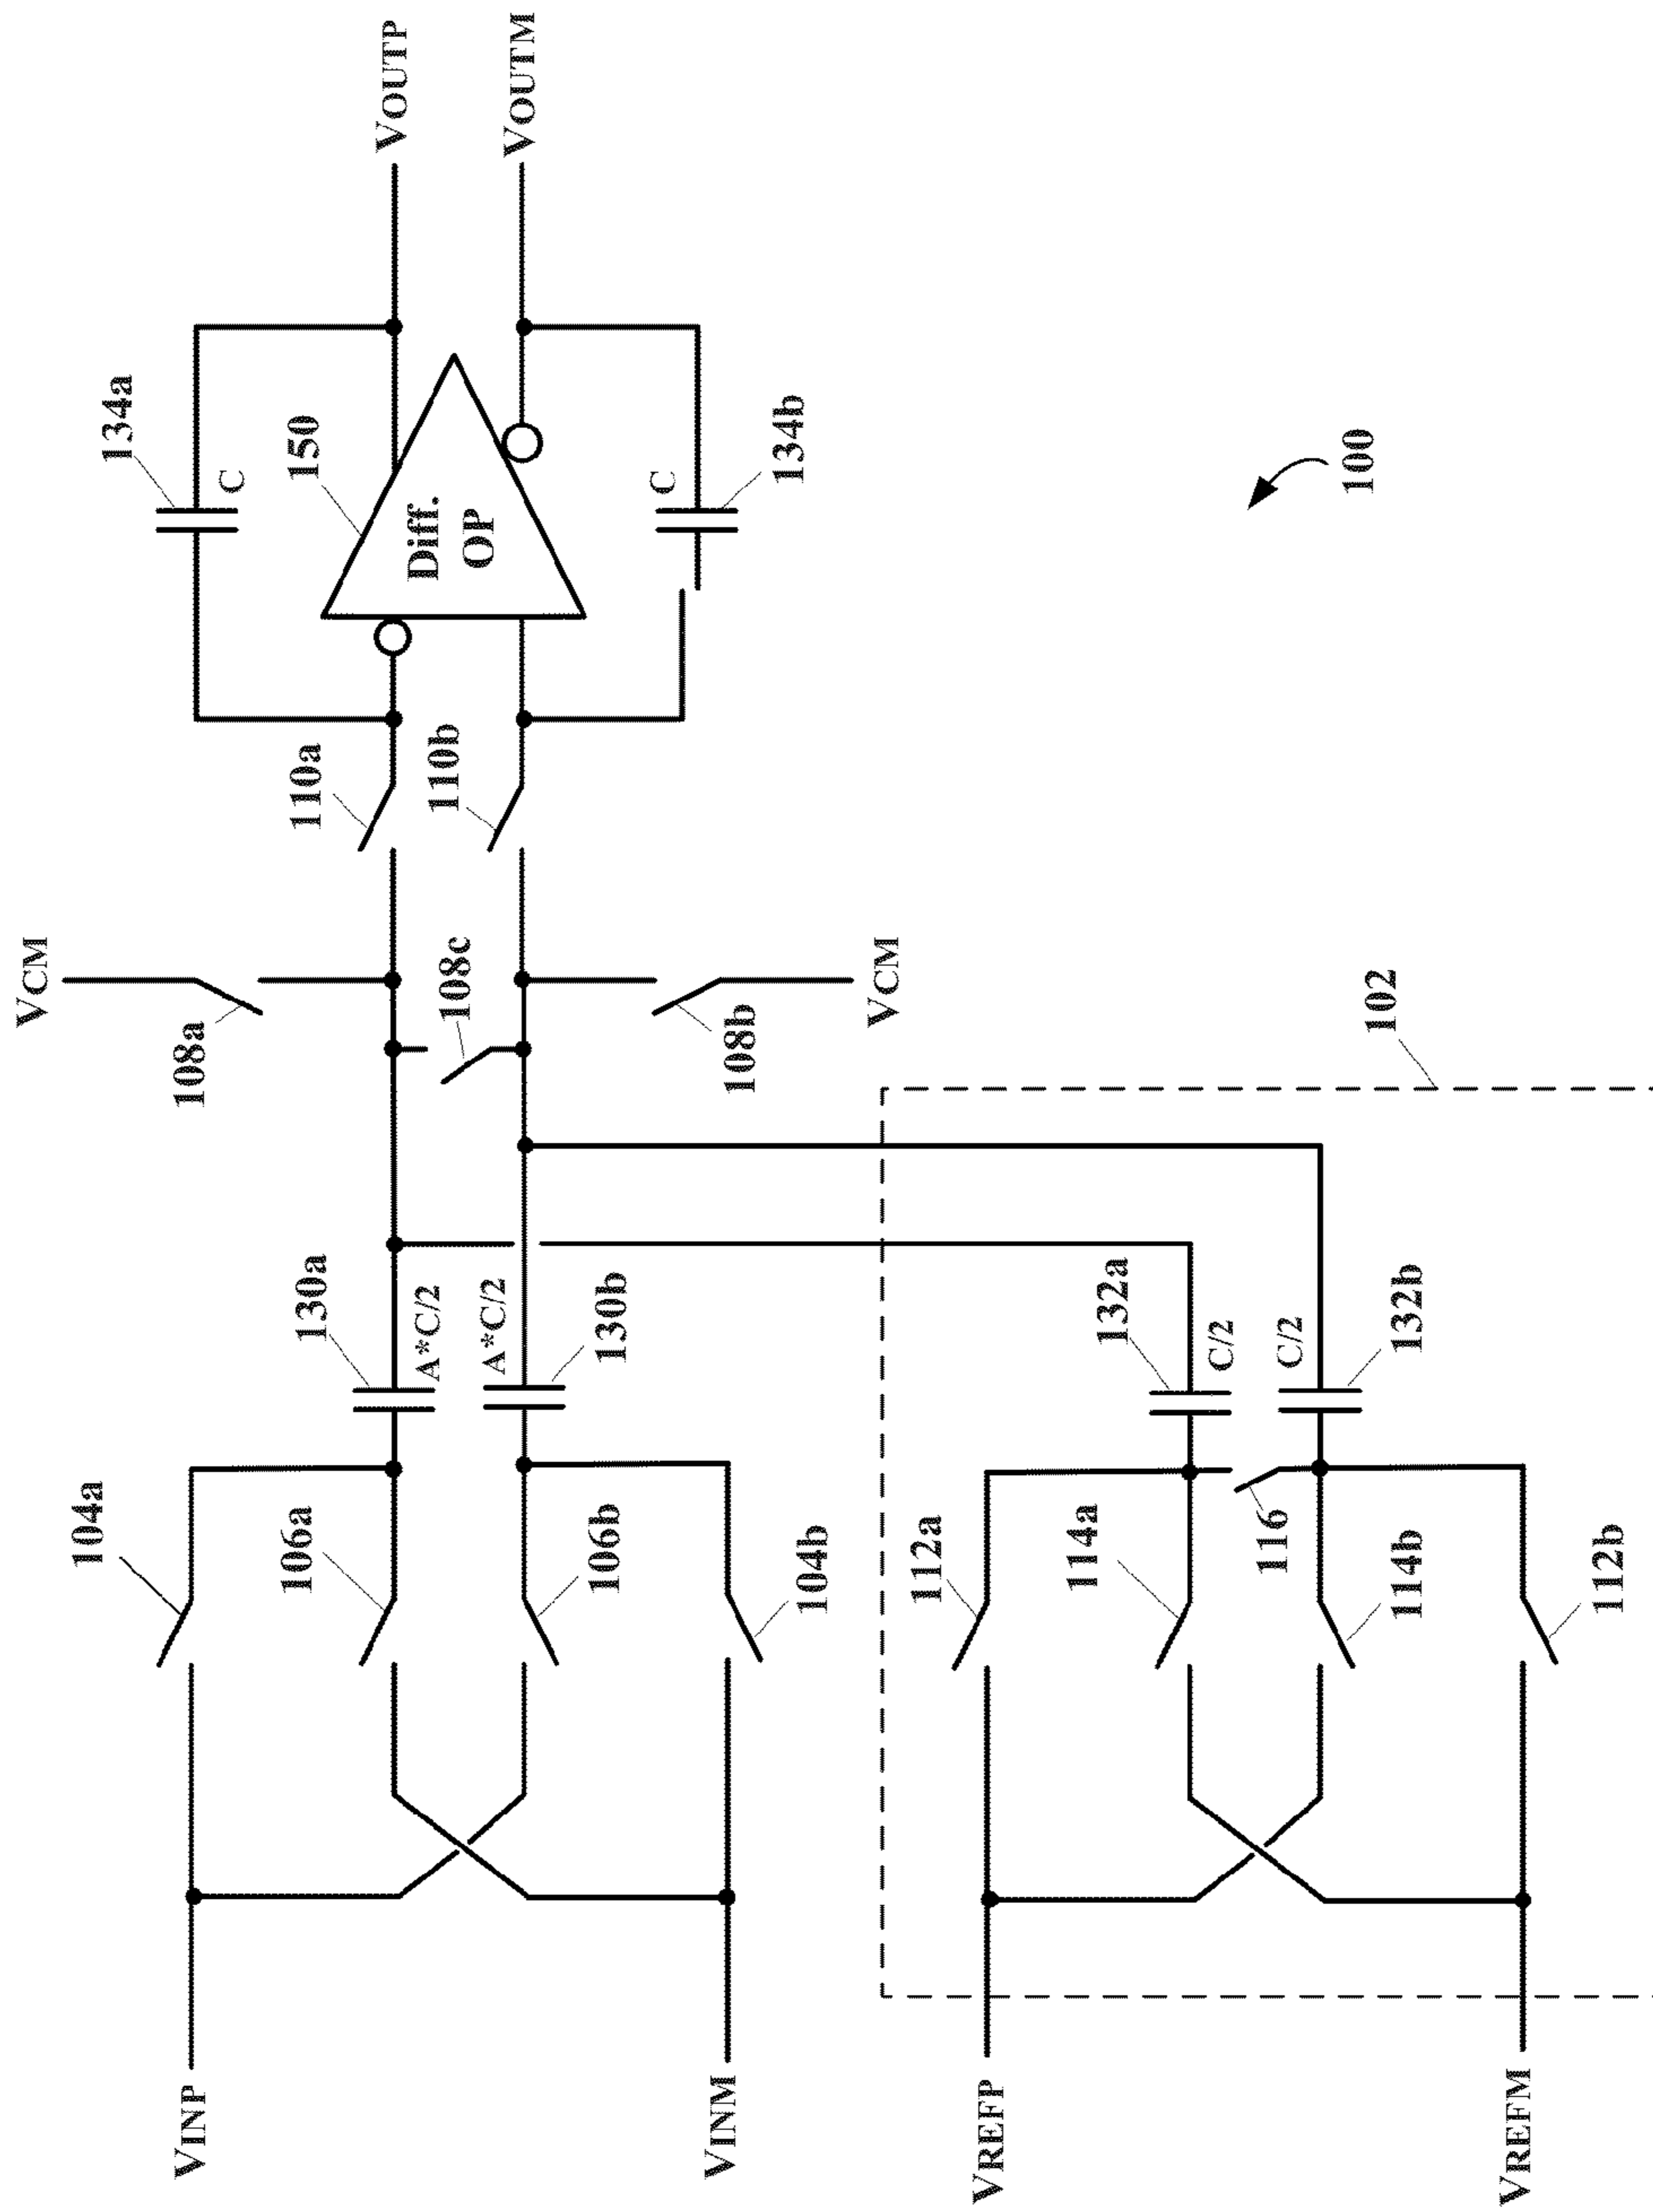 VCM
134a
C
VOUTP
108a
110a
150
Diff.
OP
104a
130a
A*C/2
VINP
106a
108c
110b
VOUTM
A*C/2
106b
130b
C
134b
VINM
104b
108b
VCM
102
100
VREFP
112a
132a
114a
C/2
116
C/2
114b
132b
VREFM
112b